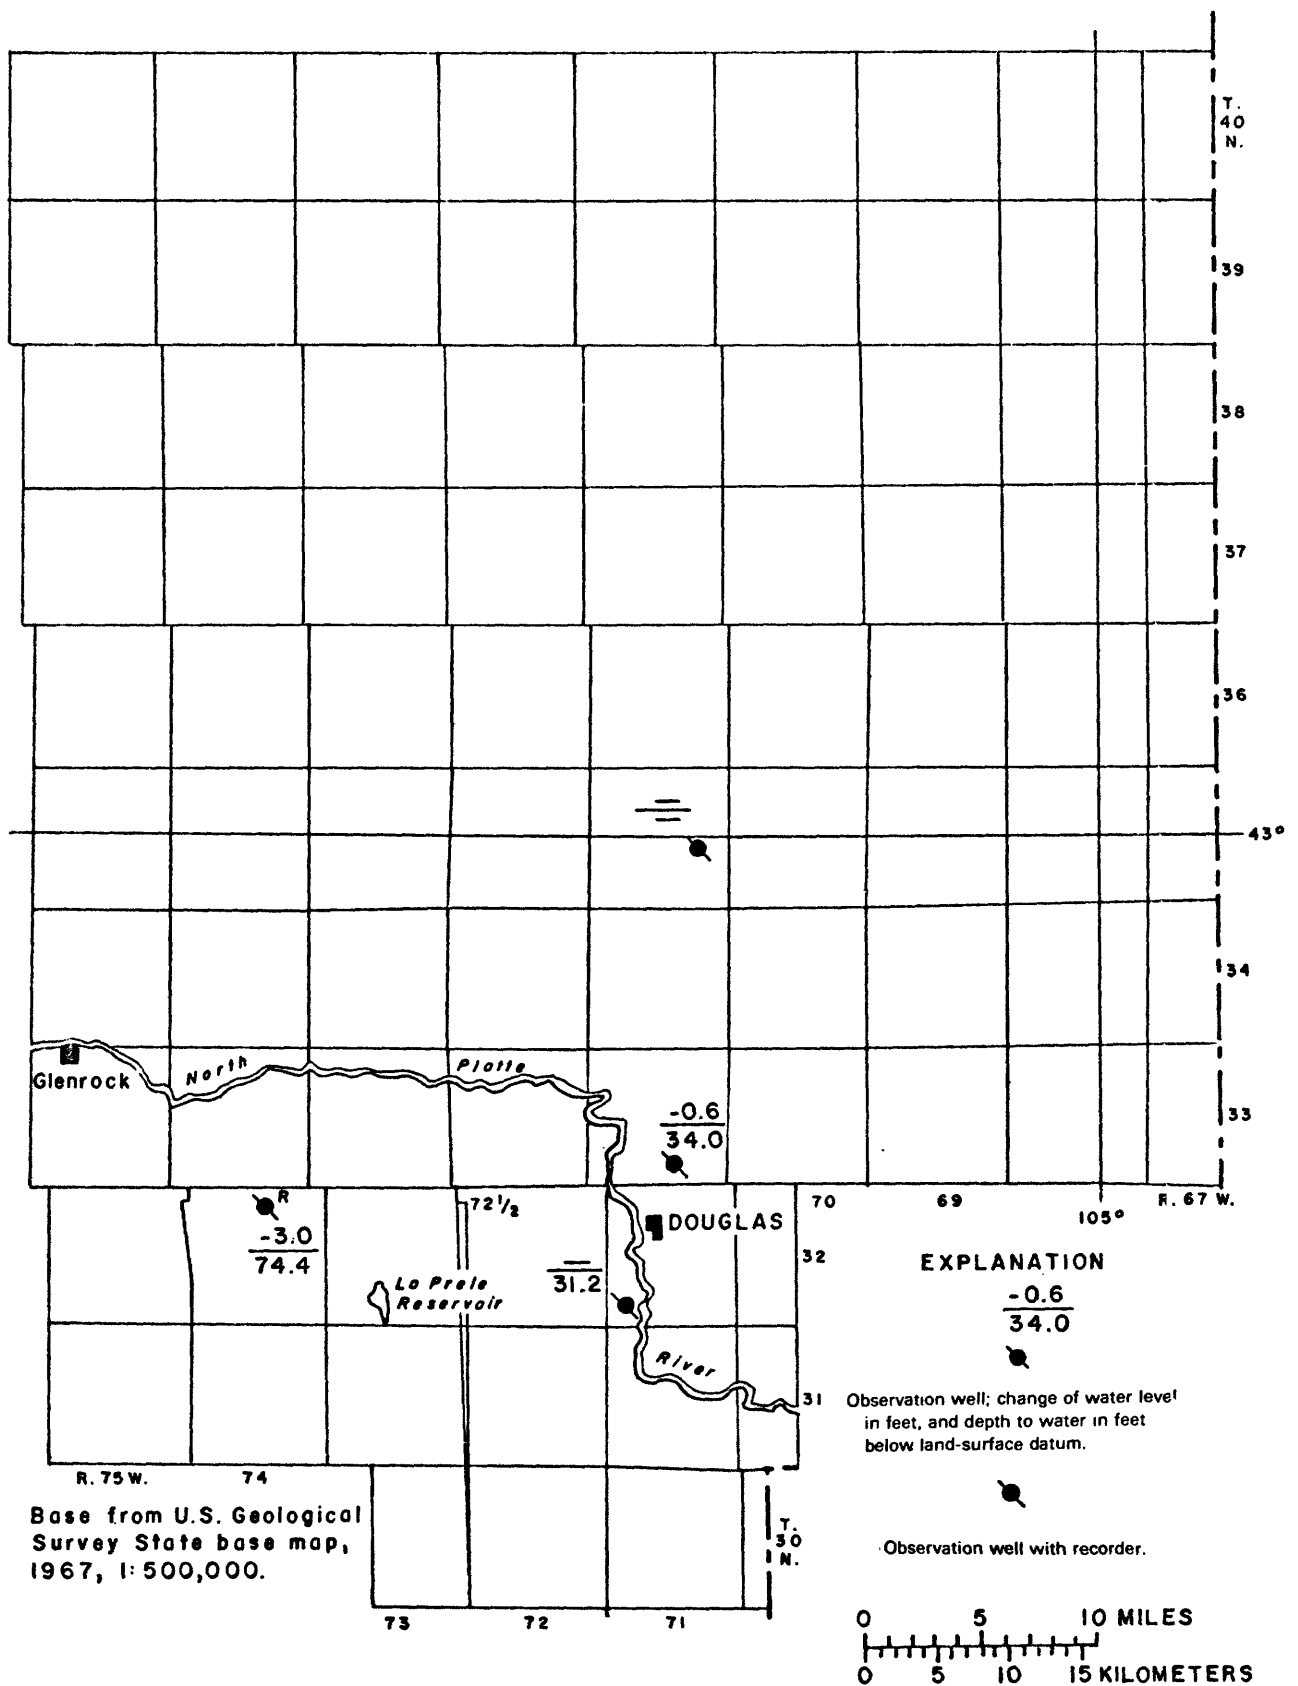 T.
40
N.
39
38
37
36
43°
34
Glenrock
North
Platte
-0.6
34.0
33
R
-3.0
74.4
72 1/2
DOUGLAS
70
69
R. 67 W.
105°
32
31.2
La Prele
Reservoir
River
31
EXPLANATION
-0.6
34.0
Observation well; change of water level
in feet, and depth to water in feet
below land-surface datum.
Observation well with recorder.
R. 75 W.
74
Base from U.S. Geological
Survey State base map,
1967, 1:500,000.
T.
30
N.
73
72
71
0 5 10 MILES
0 5 10 15 KILOMETERS